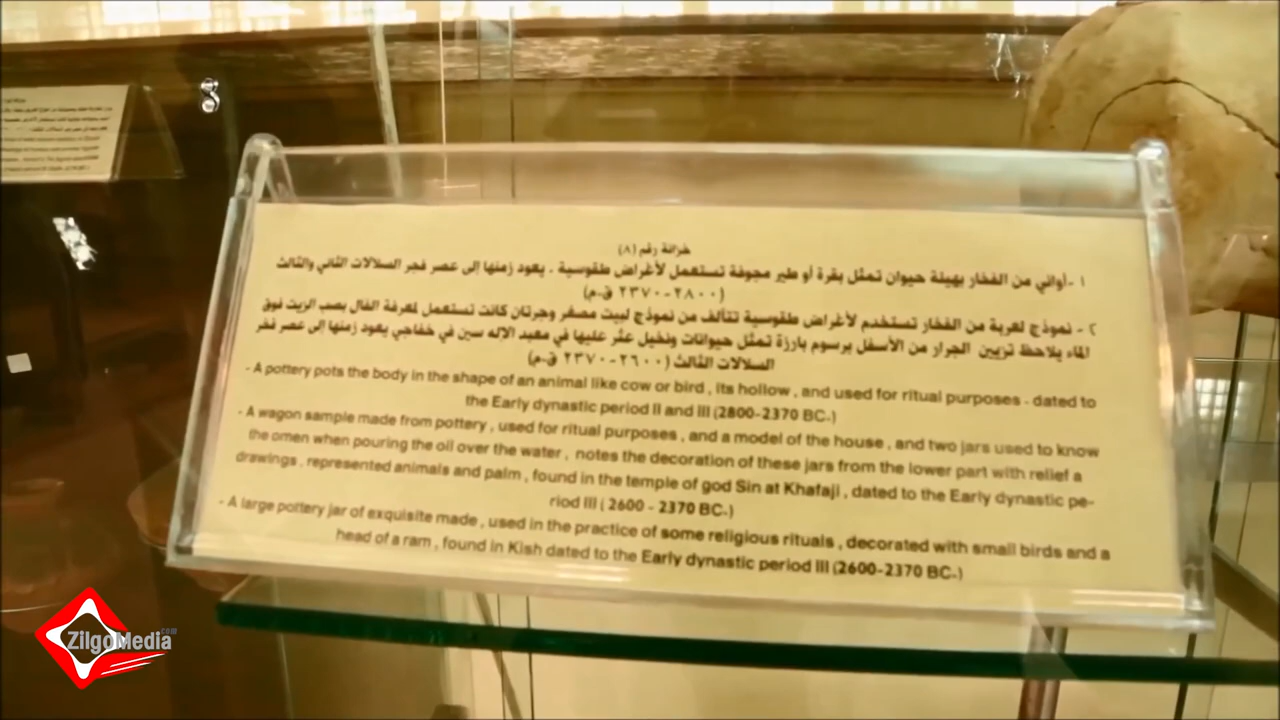 خزانة رقم (٨)
١ -أواني من الفخار بهيئة حيوان تمثل بقرة أو طير مجوفة تستعمل لأغراض طقوسية . يعود زمنها إلى عصر فجر السلالات الثاني والثالث
(٢٨٠٠-٢٣٧٠ ق.م)
٢ - نموذج لعربة من الفخار تستخدم لأغراض طقوسية تتألف من نموذج لبيت مصغر وجرتان كانت تستعمل لمعرفة الفال بصب الزيت فوق
الماء يلاحظ تزيين الجرار من الأسفل برسوم بارزة تمثل حيوانات ونخيل عثر عليها في معبد الإله سين في خفاجي يعود زمنها إلى عصر فجر
السلالات الثالث (٢٦٠٠-٢٣٧٠ ق.م)
- A pottery pots the body in the shape of an animal like cow or bird , its hollow , and used for ritual purposes - dated to
the Early dynastic period II and III (2800-2370 BC.)
- A wagon sample made from pottery , used for ritual purposes , and a model of the house , and two jars used to know
the omen when pouring the oil over the water , notes the decoration of these jars from the lower part with relief a
drawings , represented animals and palm , found in the temple of god Sin at Khafaji , dated to the Early dynastic pe-
riod III ( 2600 - 2370 BC.)
- A large pottery jar of exquisite made , used in the practice of some religious rituals , decorated with small birds and a
head of a ram , found in Kish dated to the Early dynastic period III (2600-2370 BC.)
8
ZilgoMedia.com